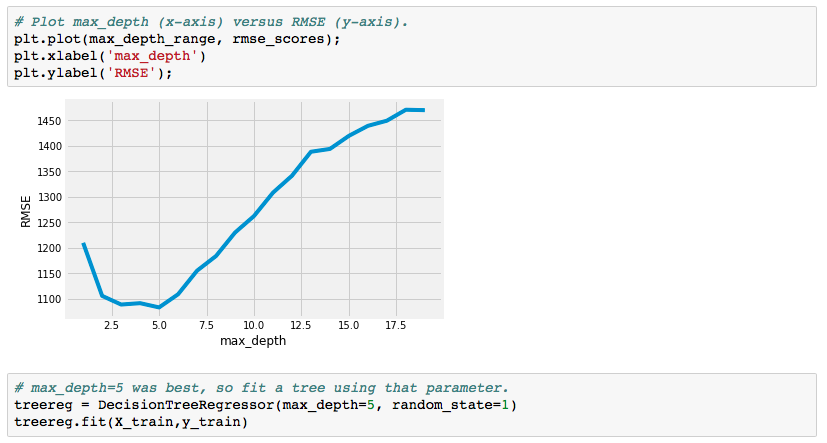 # Plot max_depth (x-axis) versus RMSE (y-axis).
plt.plot(max_depth_range, rmse_scores);
plt.xlabel('max_depth')
plt.ylabel('RMSE');
1450
1400
1350
1300
1250
1200
1150
1100
RMSE
2.5 5.0 7.5 10.0 12.5 15.0 17.5
max_depth
# max_depth=5 was best, so fit a tree using that parameter.
treereg = DecisionTreeRegressor(max_depth=5, random_state=1)
treereg.fit(X_train,y_train)